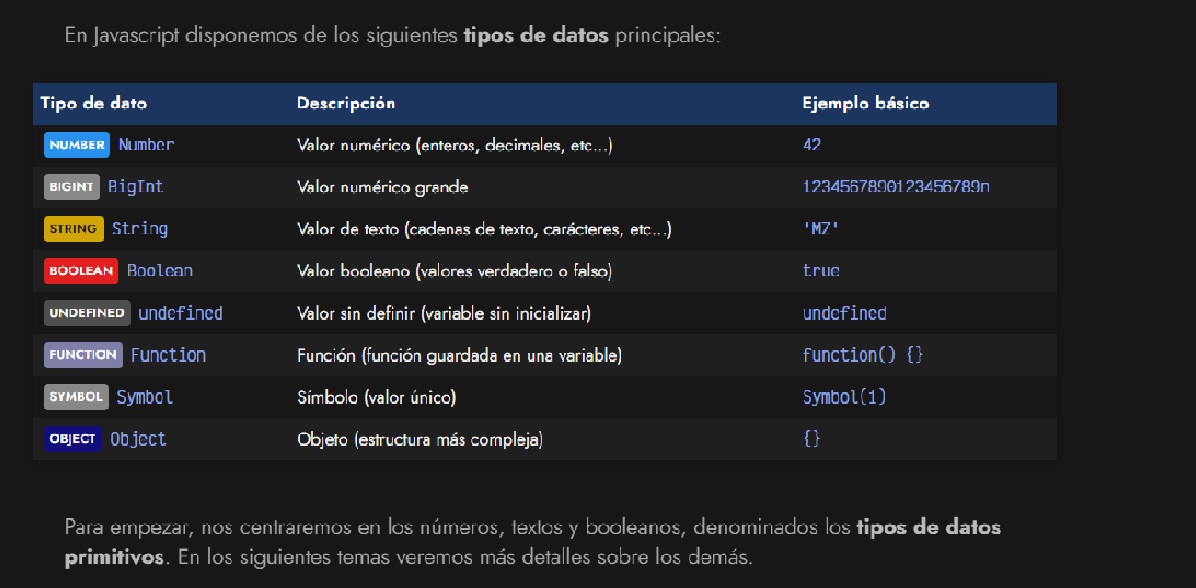 En Javascript disponemos de los siguientes tipos de datos principales:
Tipo de dato Descripción Ejemplo básico
NUMBER Number Valor numérico (enteros, decimales, etc...) 42
BIGINT BigInt Valor numérico grande 1234567890123456789n
STRING String Valor de texto (cadenas de texto, carácteres, etc...) 'MZ'
BOOLEAN Boolean Valor booleano (valores verdadero o falso) true
UNDEFINED undefined Valor sin definir (variable sin inicializar) undefined
FUNCTION Function Función (función guardada en una variable) function() {}
SYMBOL Symbol Símbolo (valor único) Symbol(1)
OBJECT Object Objeto (estructura más compleja) {}
Para empezar, nos centraremos en los números, textos y booleanos, denominados los tipos de datos
primitivos. En los siguientes temas veremos más detalles sobre los demás.